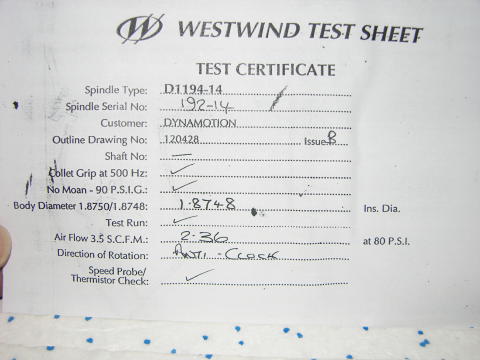 W WESTWIND TEST SHEET
TEST CERTIFICATE
Spindle Type: D1194-14
Spindle Serial No: 192-14
Customer: DYNAMOTION
Outline Drawing No: 120428 Issue B
Shaft No: —
Collet Grip at 500 Hz: ✓
No Moan - 90 P.S.I.G.: ✓
Body Diameter 1.8750/1.8748: 1.8748 Ins. Dia.
Test Run: ✓
Air Flow 3.5 S.C.F.M.: 2.36 at 80 P.S.I.
Direction of Rotation: ANTI-CLOCK
Speed Probe/
Thermistor Check: ✓